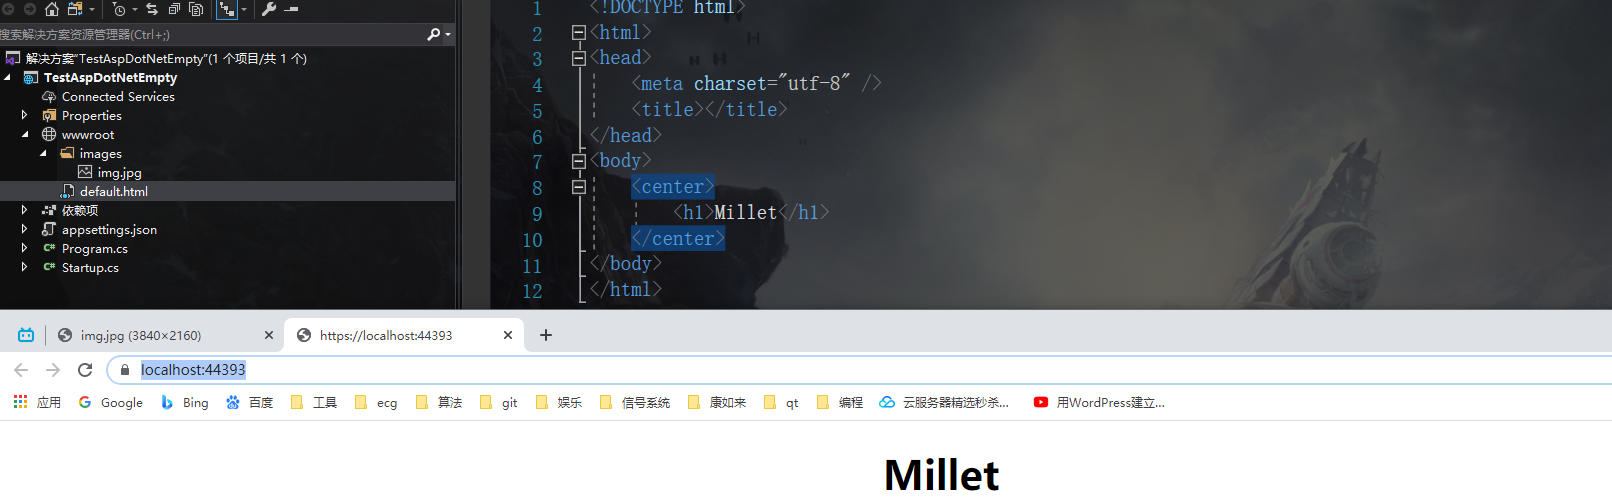 搜索解决方案资源管理器(Ctrl+;)
解决方案"TestAspDotNetEmpty"(1 个项目/共 1 个)
TestAspDotNetEmpty
Connected Services
Properties
wwwroot
images
img.jpg
default.html
依赖项
appsettings.json
C# Program.cs
C# Startup.cs
1 <!DOCTYPE html>
2 <html>
3 <head>
4 <meta charset="utf-8" />
5 <title></title>
6 </head>
7 <body>
8 <center>
9 <h1>Millet</h1>
10 </center>
11 </body>
12 </html>
img.jpg (3840×2160) https://localhost:44393
localhost:44393
应用 Google Bing 百度 工具 ecg 算法 git 娱乐 信号系统 康如来 qt 编程 云服务器精选秒杀... 用WordPress建立...
Millet